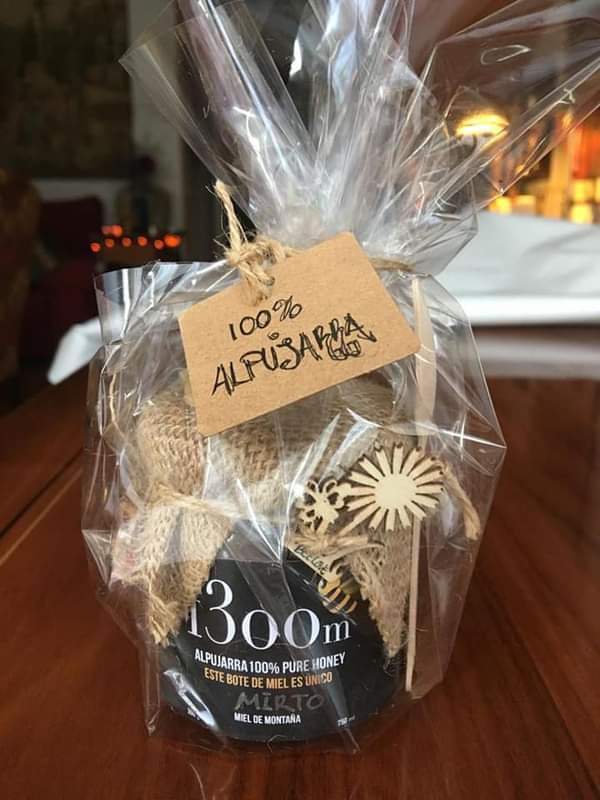 100%
ALPUJARRA
1300m
ALPUJARRA 100% PURE HONEY
ESTE BOTE DE MIEL ES ÚNICO
MIRTO
MIEL DE MONTAÑA